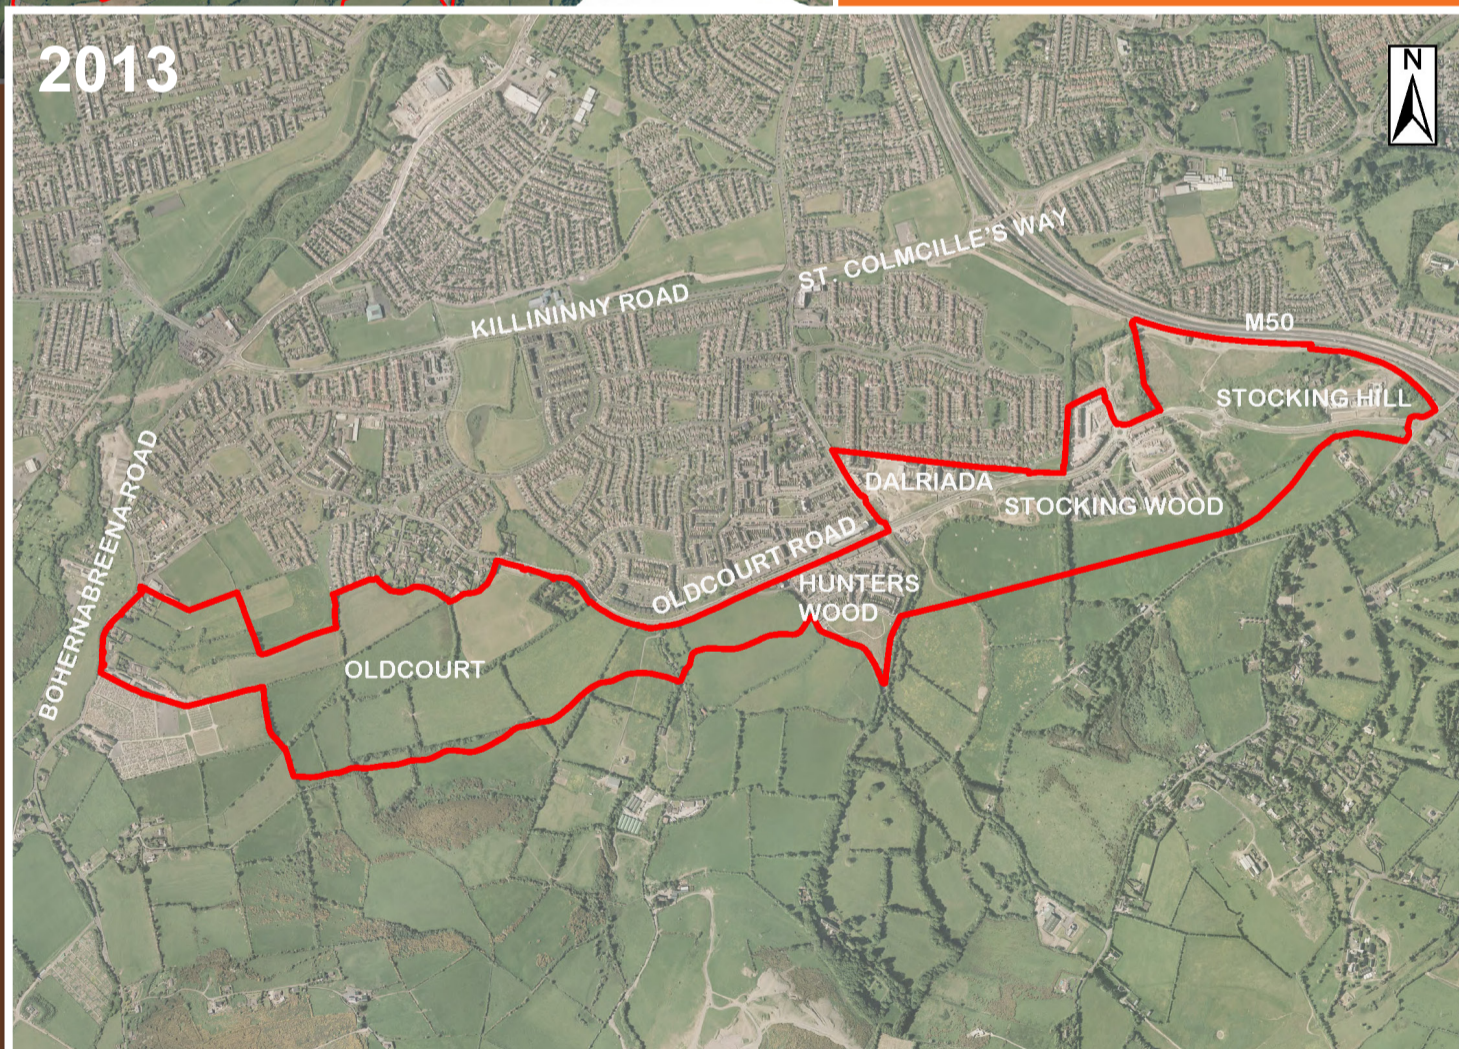 2013
N
ST. COLMCILLE'S WAY
KILLININNY ROAD
M50
STOCKING HILL
BOHERNABREENA ROAD
DALRIADA
STOCKING WOOD
OLDCOURT ROAD
HUNTERS
WOOD
OLDCOURT